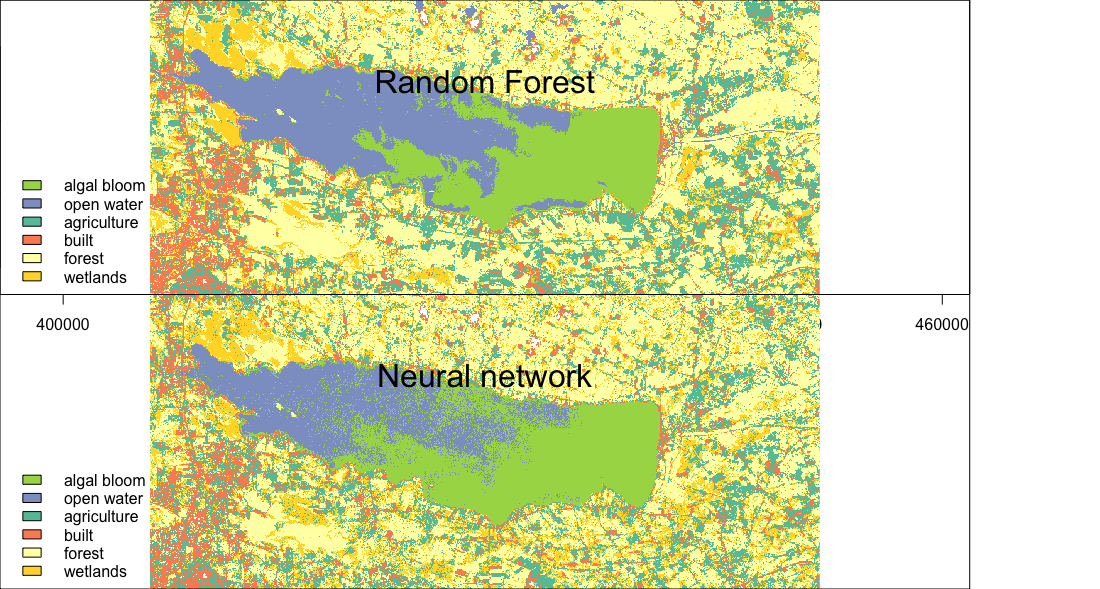 Random Forest
algal bloom
open water
agriculture
built
forest
wetlands
400000
460000
Neural network
algal bloom
open water
agriculture
built
forest
wetlands